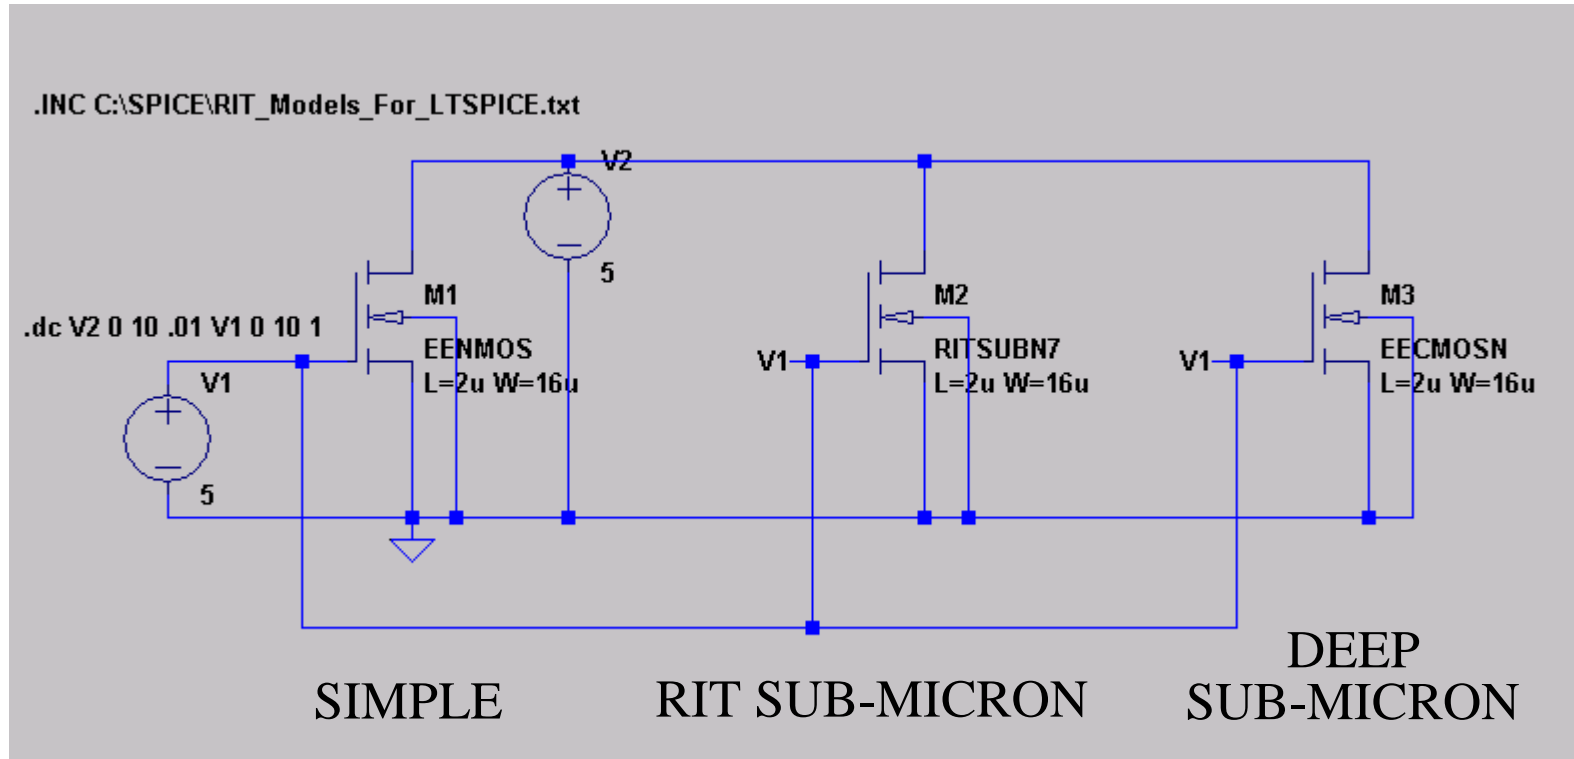 .INC C:\SPICE\RIT_Models_For_LTSPICE.txt
V2
5
M1
EENMOS
L=2u W=16u
.dc V2 0 10 .01 V1 0 10 1
V1
5
M2
V1
RITSUBN7
L=2u W=16u
M3
V1
EECMOSN
L=2u W=16u
SIMPLE
RIT SUB-MICRON
DEEP
SUB-MICRON